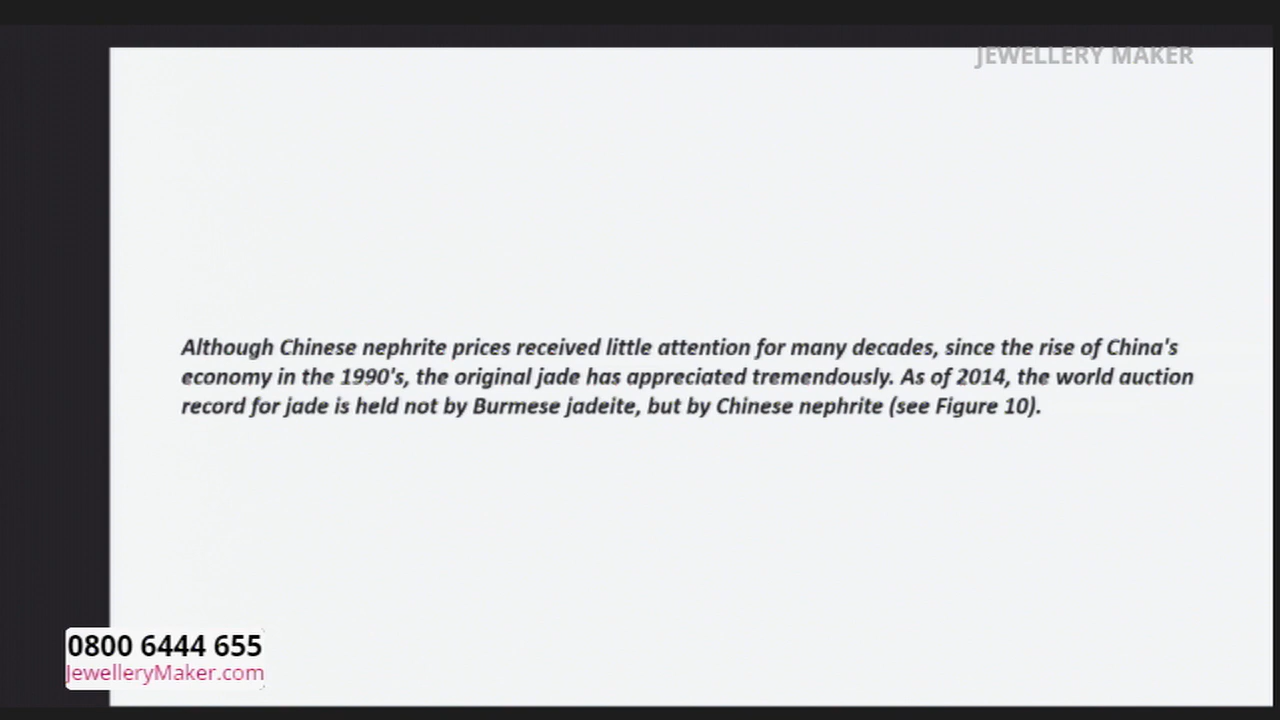 JEWELLERY MAKER
Although Chinese nephrite prices received little attention for many decades, since the rise of China's
economy in the 1990's, the original jade has appreciated tremendously. As of 2014, the world auction
record for jade is held not by Burmese jadeite, but by Chinese nephrite (see Figure 10).
0800 6444 655
JewelleryMaker.com